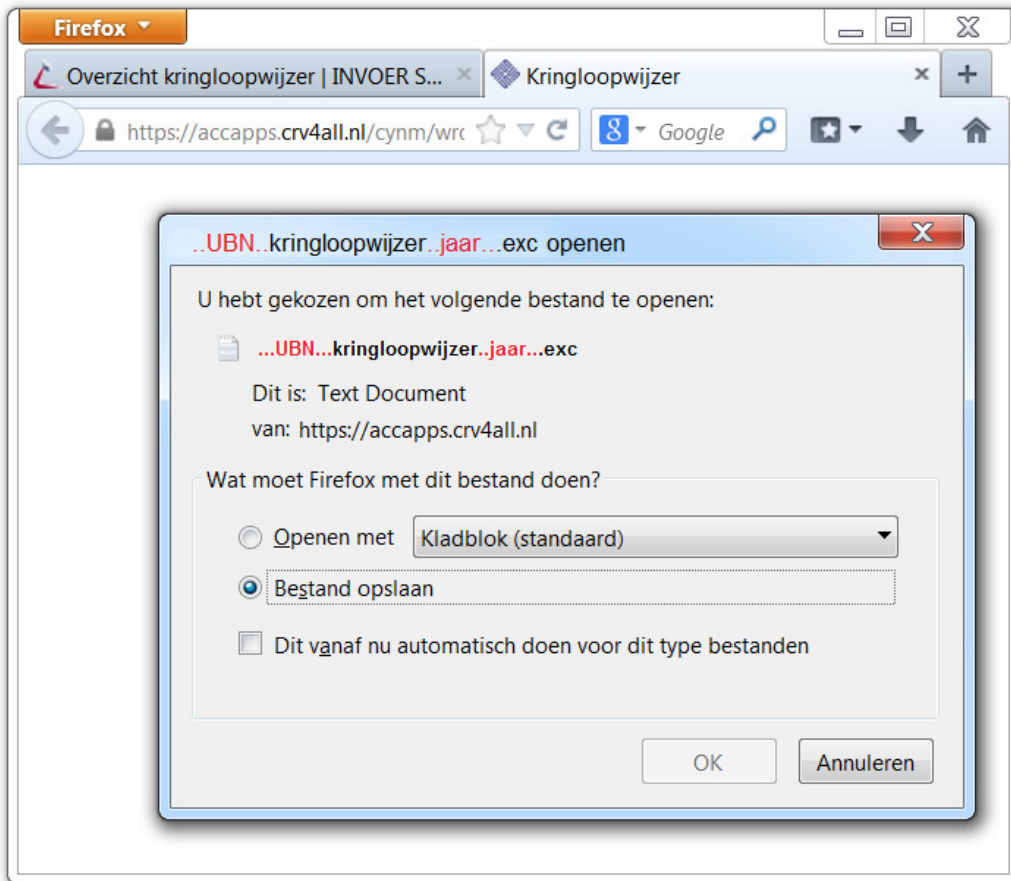 Firefox
Overzicht kringloopwijzer | INVOER S...
Kringloopwijzer
https://accapps.crv4all.nl/cynm/wrc
8 Google
..UBN..kringloopwijzer..jaar...exc openen
U hebt gekozen om het volgende bestand te openen:
...UBN...kringloopwijzer..jaar...exc
Dit is: Text Document
van: https://accapps.crv4all.nl
Wat moet Firefox met dit bestand doen?
Openen met Kladblok (standaard)
Bestand opslaan
Dit vanaf nu automatisch doen voor dit type bestanden
OK Annuleren